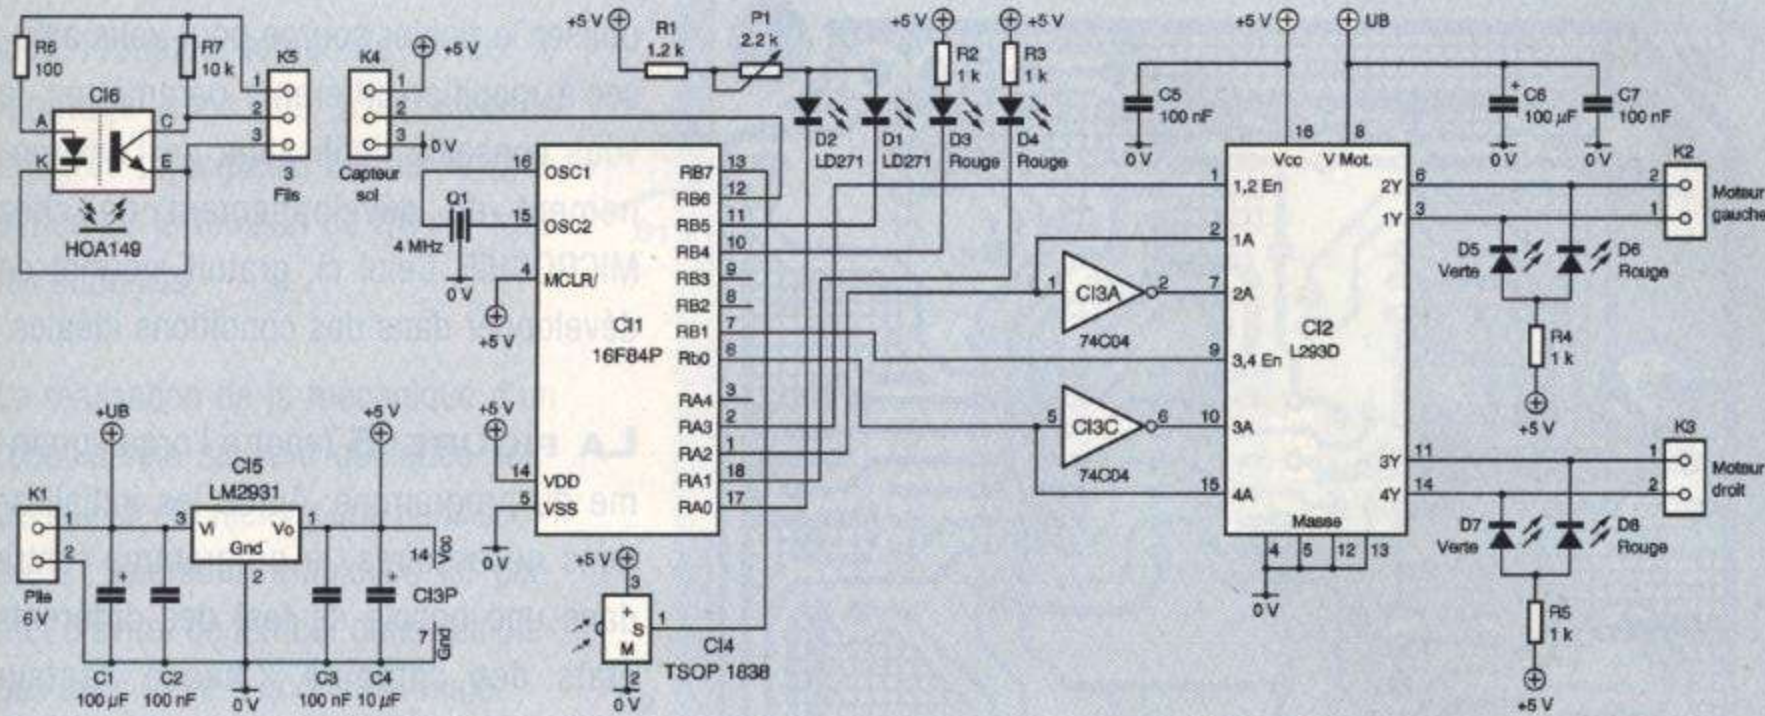 R6
100
R7
10 k
K5
1
2
3
3
Fils
CI6
A
K
C
E
HOA149
K4
1
2
3
+5 V
0 V
Capteur
sol
+5 V
R1
1.2 k
P1
2.2 k
D2
LD271
D1
LD271
+5 V
R2
1 k
D3
Rouge
+5 V
R3
1 k
D4
Rouge
Q1
4 MHz
0 V
+5 V
+5 V
0 V
16
OSC1
15
OSC2
4
MCLR/
CI1
16F84P
14
VDD
5
VSS
RB7
13
RB6
12
RB5
11
RB4
10
RB3
9
RB2
8
RB1
7
Rb0
6
RA4
3
RA3
2
RA2
1
RA1
18
RA0
17
1
CI3A
2
74C04
5
CI3C
6
74C04
+5 V
UB
C5
100 nF
0 V
16
Vcc
8
V Mot.
+
C6
100 µF
0 V
C7
100 nF
0 V
1
1,2 En
2
1A
7
2A
CI2
L293D
9
3,4 En
10
3A
15
4A
Masse
4
5
12
13
0 V
2Y
6
1Y
3
3Y
11
4Y
14
K2
2
1
Moteur
gauche
D5
Verte
D6
Rouge
R4
1 k
+5 V
K3
1
2
Moteur
droit
D7
Verte
D8
Rouge
R5
1 k
+5 V
+UB
+5 V
K1
1
2
Pile
6 V
CI5
LM2931
3
Vi
Vo
1
Gnd
2
14
Vcc
CI3P
7
Gnd
+
C1
100 µF
C2
100 nF
0 V
C3
100 nF
+
C4
10 µF
+5 V
3
+
S
M
1
2
CI4
TSOP 1838
0 V